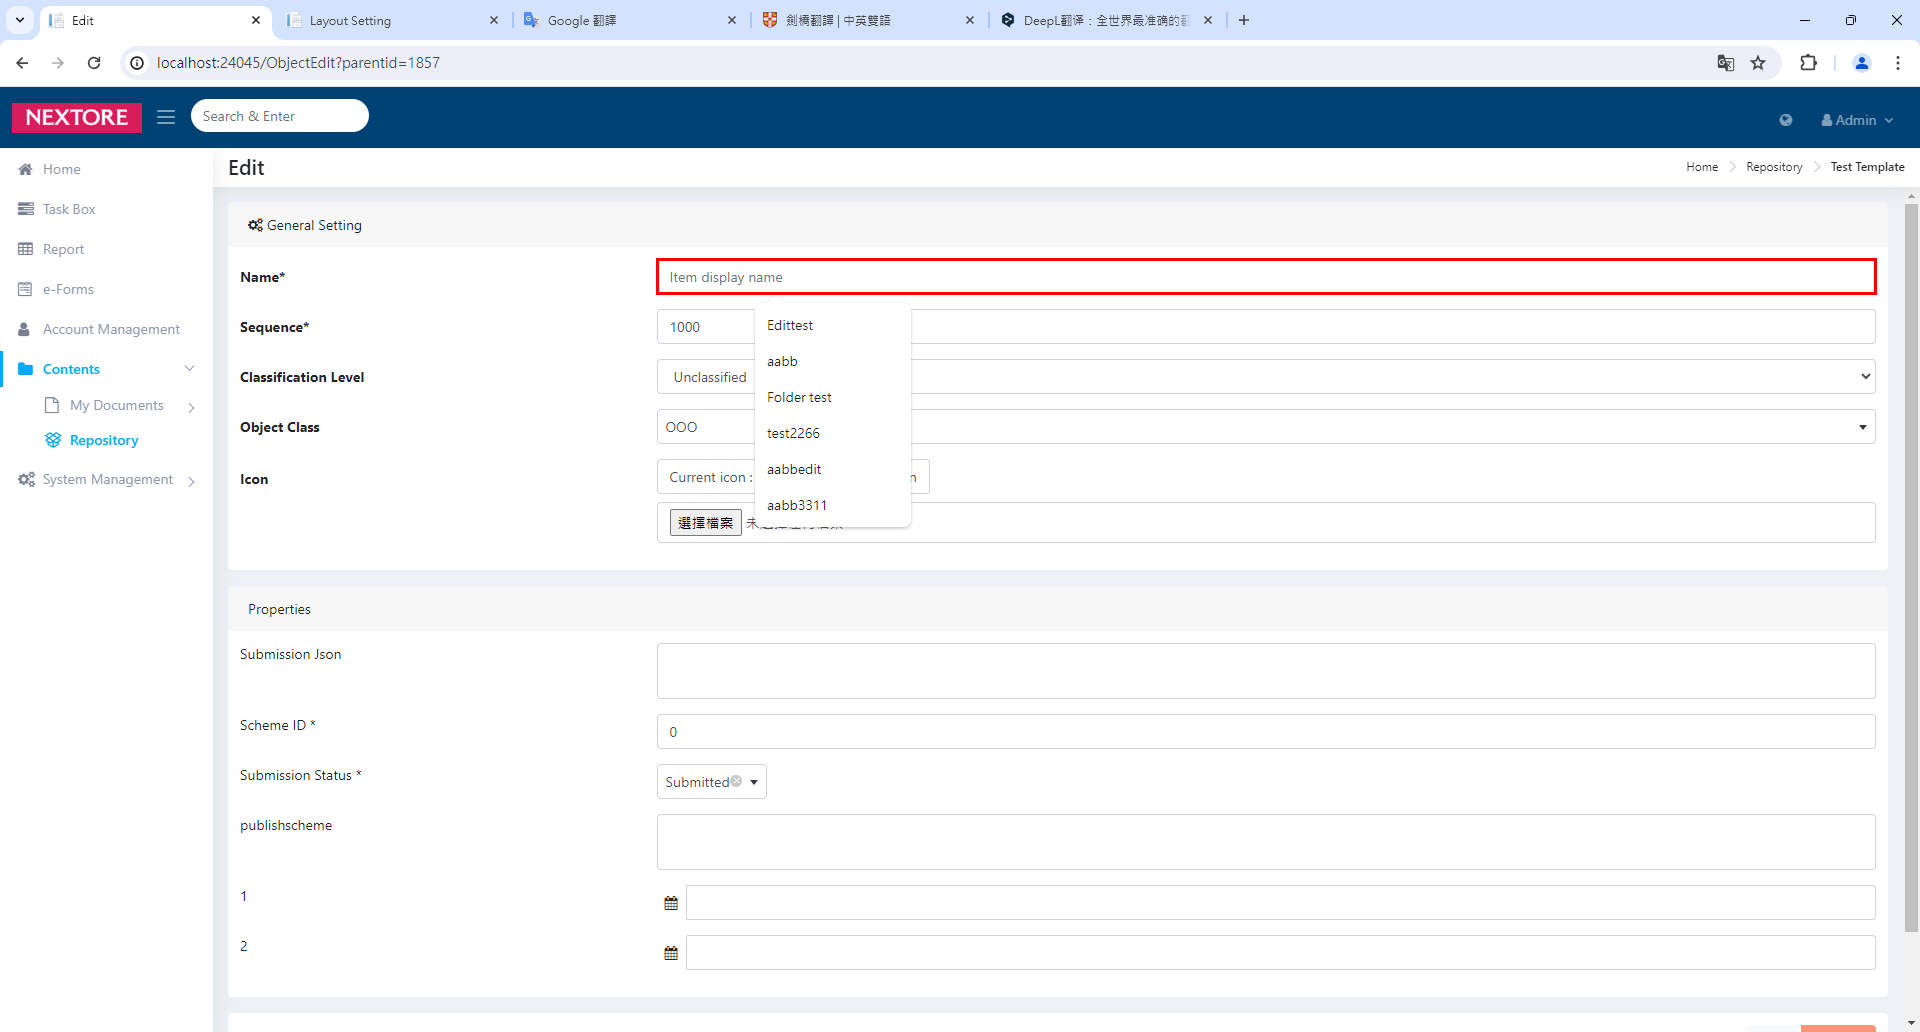 Edit
Layout Setting
Google 翻譯
劍橋翻譯 | 中英雙語
DeepL翻译：全世界最准确的
localhost:24045/ObjectEdit?parentid=1857
NEXTORE
Search & Enter
Admin
Home
Task Box
Report
e-Forms
Account Management
Contents
My Documents
Repository
System Management
Edit
Home
Repository
Test Template
General Setting
Name*
Item display name
Edittest
aabb
Folder test
test2266
aabbedit
aabb3311
Sequence*
1000
Classification Level
Unclassified
Object Class
OOO
Icon
Current icon :
選擇檔案
Properties
Submission Json
Scheme ID *
0
Submission Status *
Submitted
publishscheme
1
2